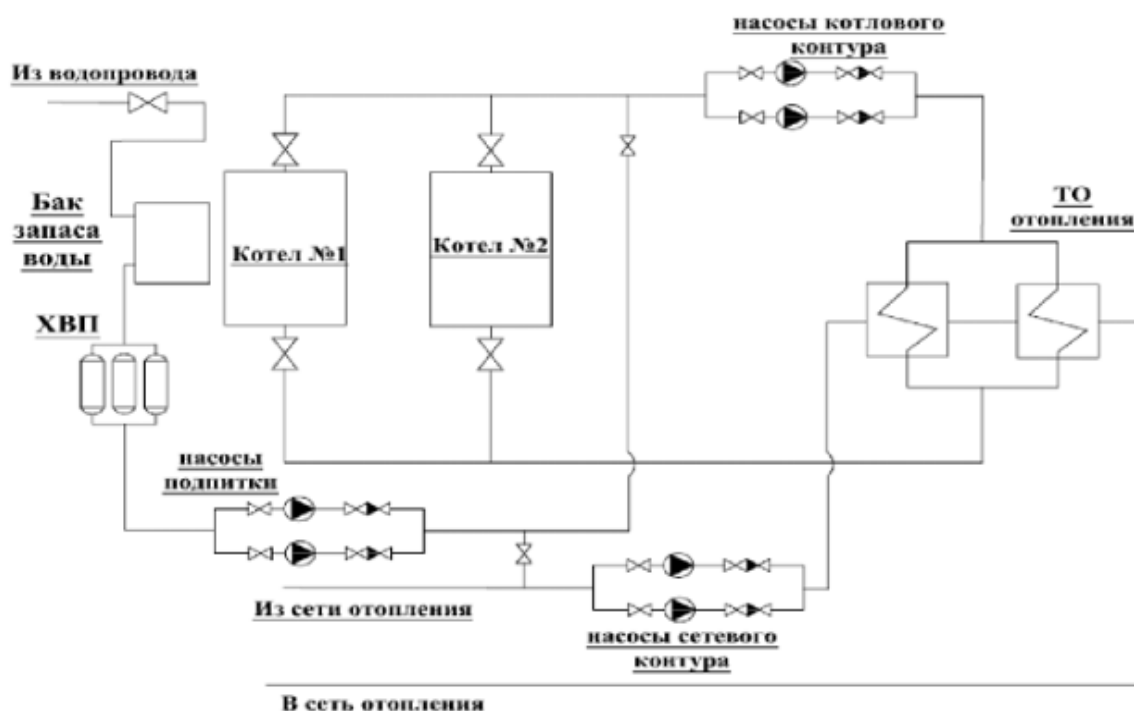 насосы котлового
контура
Из водопровода
Бак
запаса
воды
Котел №1
Котел №2
ТО
отопления
ХВП
насосы
подпитки
Из сети отопления
насосы сетевого
контура
В сеть отопления